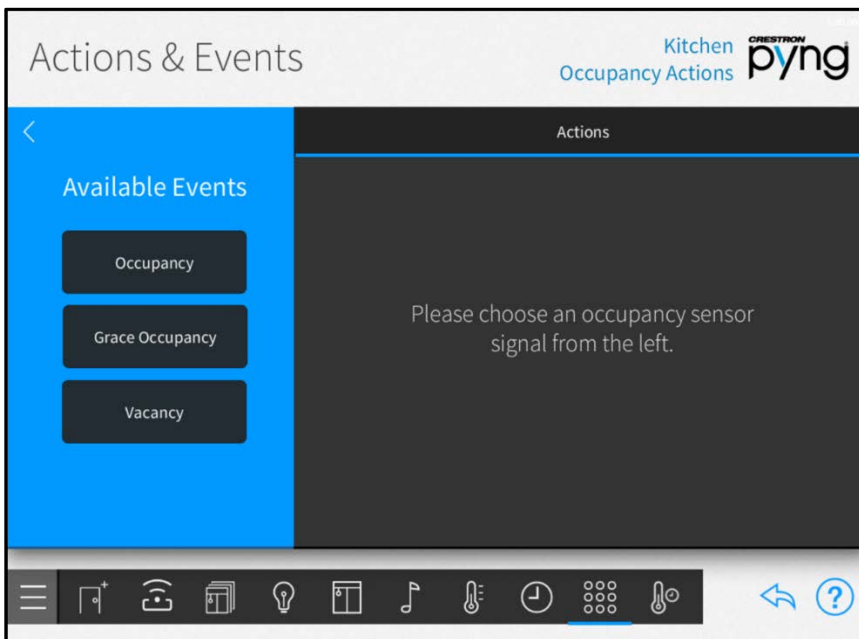 Actions & Events
Kitchen
Occupancy Actions
CRESTRON
pyng
Actions
Available Events
Occupancy
Grace Occupancy
Vacancy
Please choose an occupancy sensor
signal from the left.
?